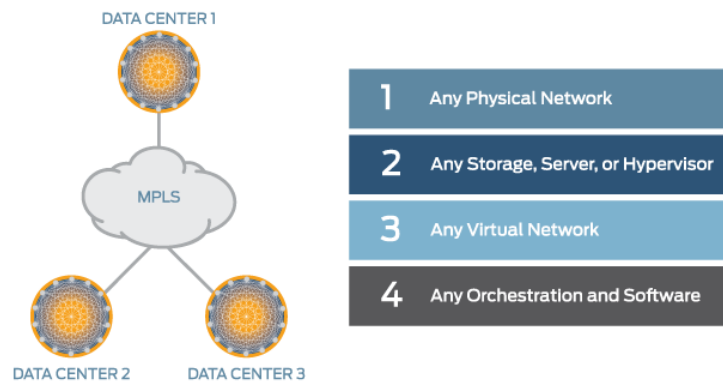 DATA CENTER 1
MPLS
DATA CENTER 2
DATA CENTER 3
1 Any Physical Network
2 Any Storage, Server, or Hypervisor
3 Any Virtual Network
4 Any Orchestration and Software